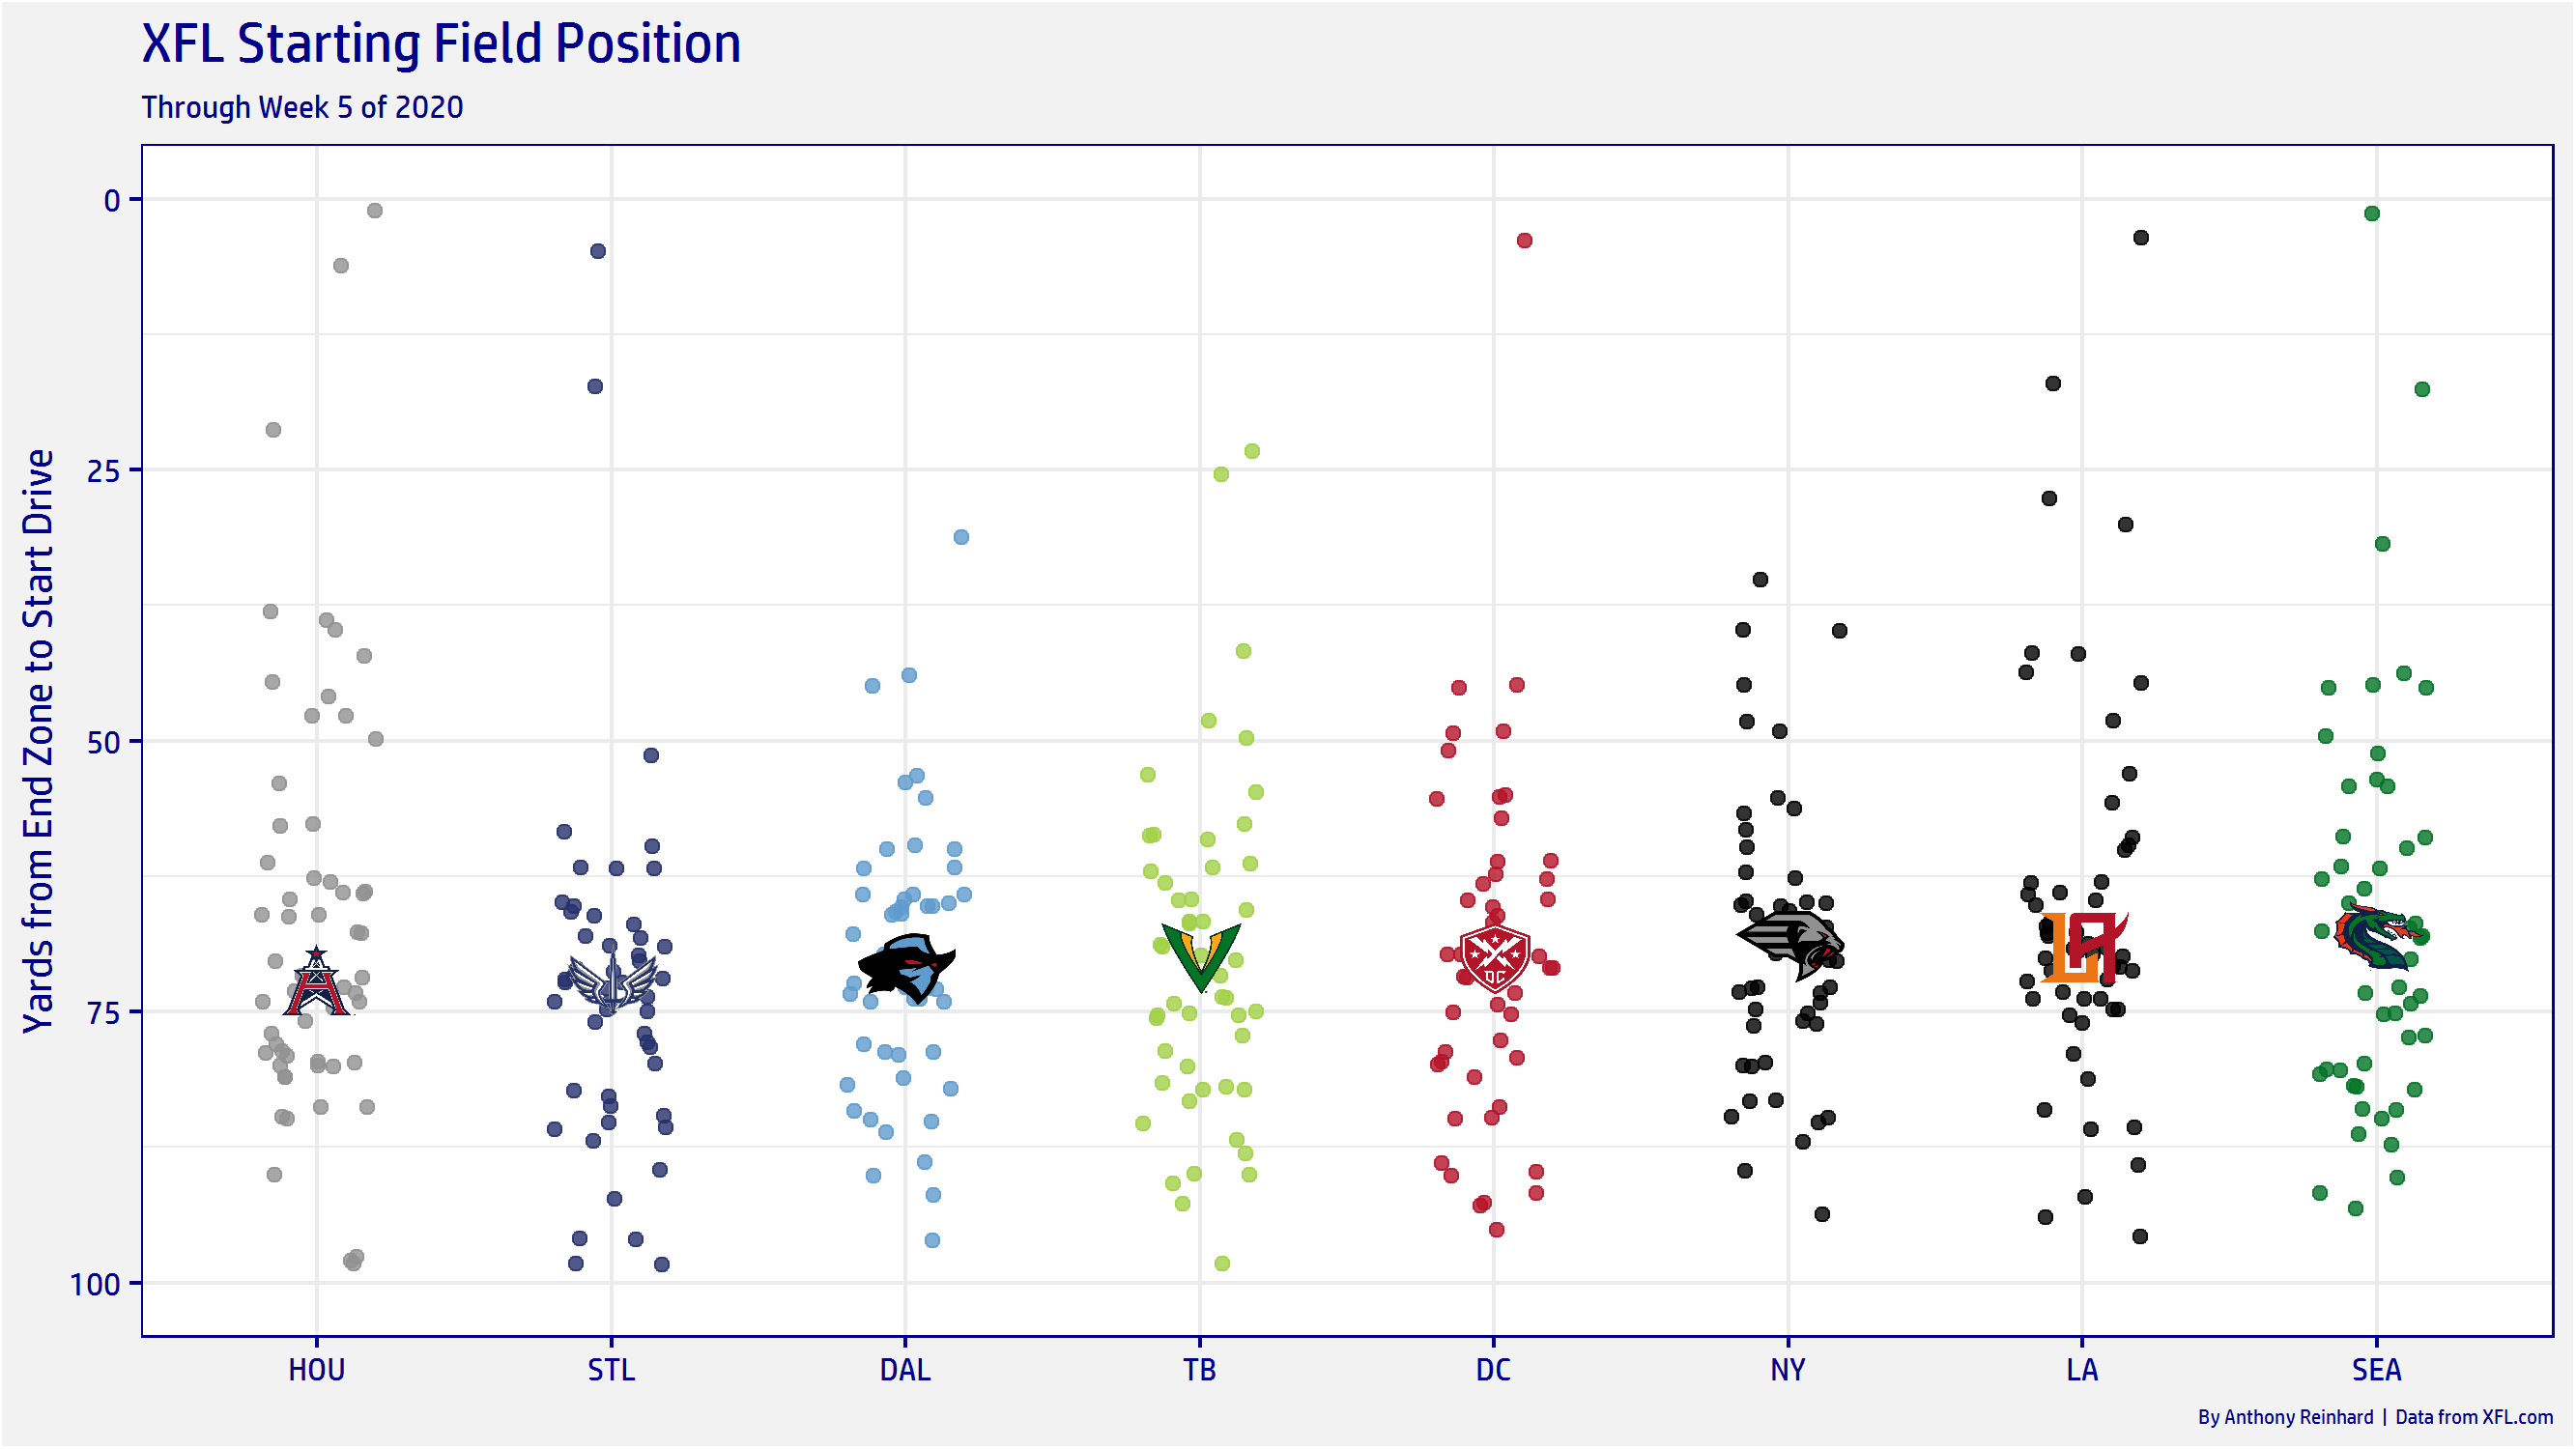 XFL Starting Field Position
Through Week 5 of 2020
Yards from End Zone to Start Drive
0
25
50
75
100
DC
HOU STL DAL TB DC NY LA SEA
By Anthony Reinhard | Data from XFL.com